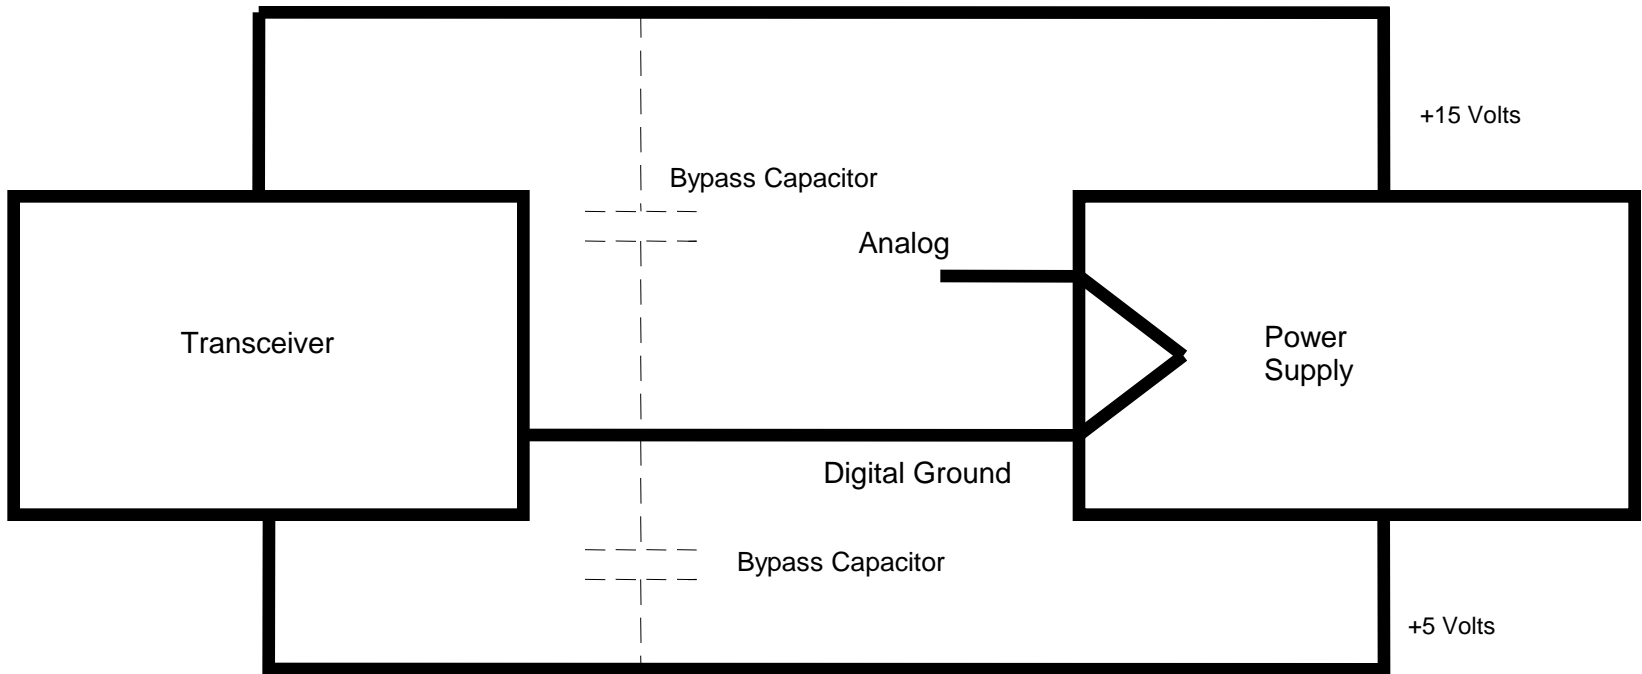 +15 Volts
Bypass Capacitor
Analog
Transceiver
Power
Supply
Digital Ground
Bypass Capacitor
+5 Volts